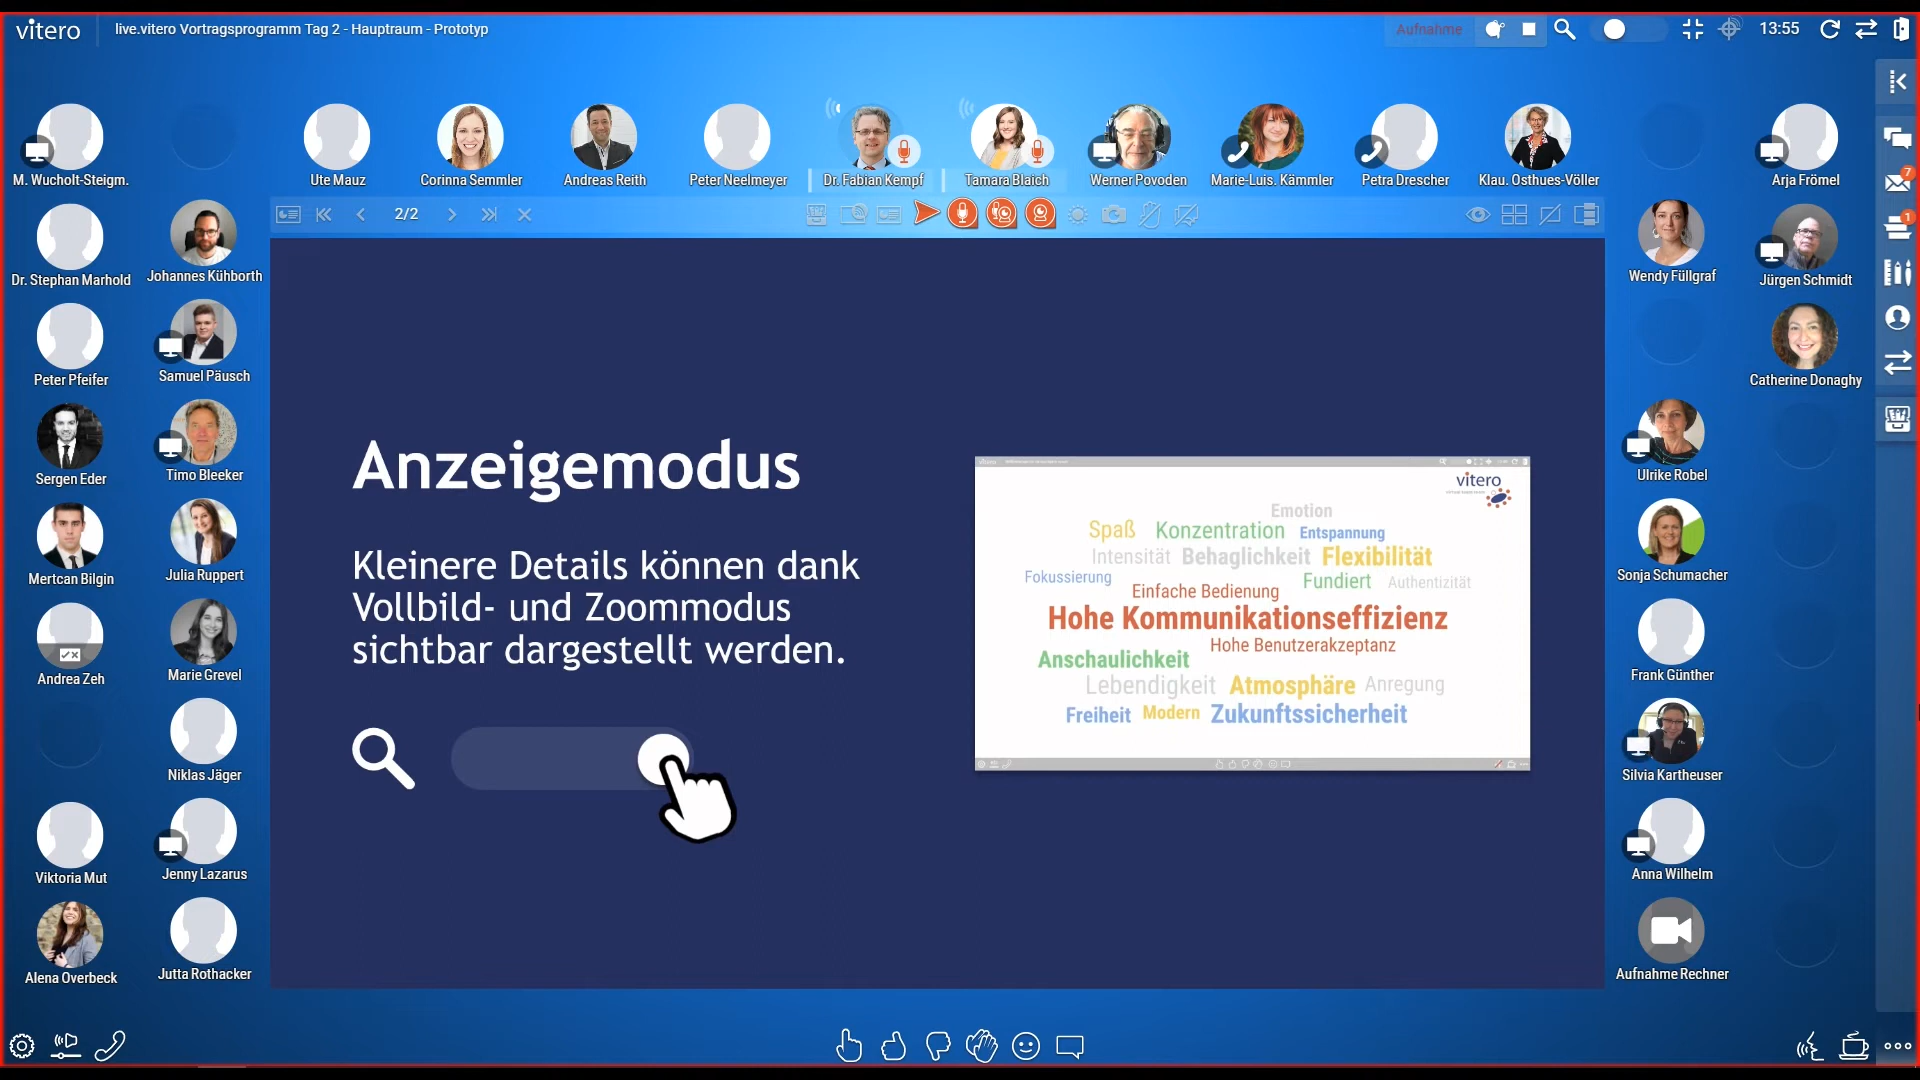 vitero
live.vitero Vortragsprogramm Tag 2 - Hauptraum - Prototyp
Aufnahme
13:55
M. Wucholt-Steigm.
Ute Mauz
Corinna Semmler
Andreas Reith
Peter Neelmeyer
Dr. Fabian Kempf
Tamara Blaich
Werner Povoden
Marie-Luis. Kämmler
Petra Drescher
Klau. Osthues-Völler
Arja Frömel
7
1
2/2
Dr. Stephan Marhold
Johannes Kühborth
Wendy Füllgraf
Jürgen Schmidt
Peter Pfeifer
Samuel Päusch
Catherine Donaghy
Sergen Eder
Timo Bleeker
Ulrike Robel
Mertcan Bilgin
Julia Ruppert
Sonja Schumacher
Andrea Zeh
Marie Grevel
Frank Günther
Niklas Jäger
Silvia Kartheuser
Viktoria Mut
Jenny Lazarus
Anna Wilhelm
Alena Overbeck
Jutta Rothacker
Aufnahme Rechner
Anzeigemodus
Kleinere Details können dank
Vollbild- und Zoommodus
sichtbar dargestellt werden.
vitero
Emotion
Spaß Konzentration Entspannung
Intensität Behaglichkeit Flexibilität
Fokussierung Einfache Bedienung Fundiert Authentizität
Hohe Kommunikationseffizienz
Hohe Benutzerakzeptanz
Anschaulichkeit
Lebendigkeit Atmosphäre Anregung
Freiheit Modern Zukunftssicherheit